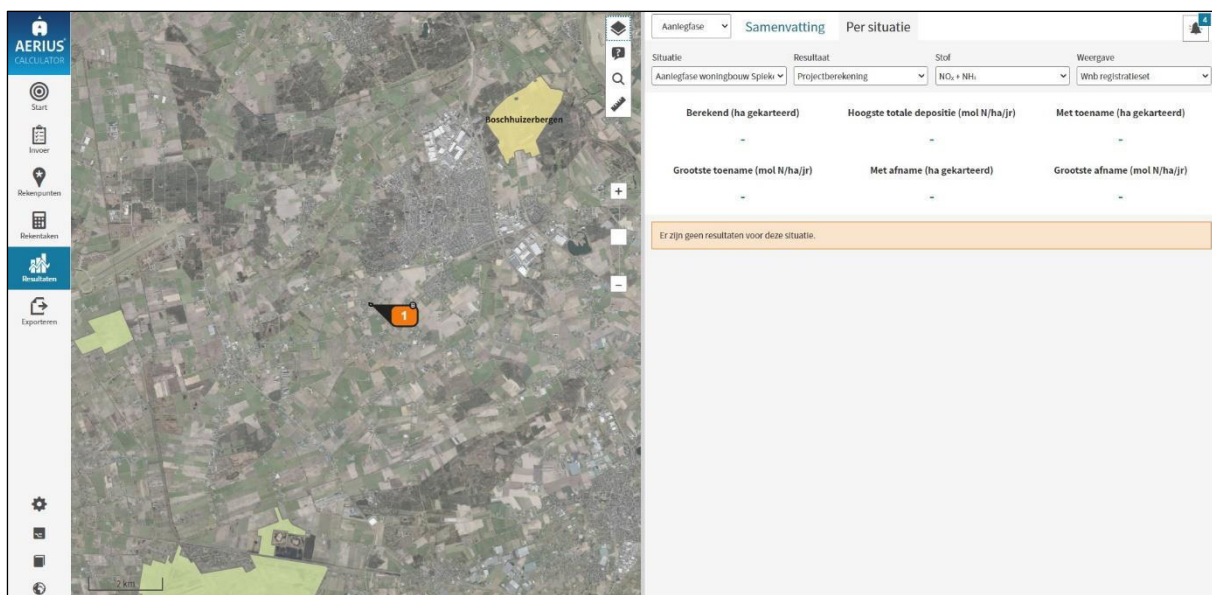 AERIUS
CALCULATOR
Start
Invoer
Rekenpunten
Rekentaken
Resultaten
Exporteren
Boschhuizerbergen
1
2 km
Aanlegfase
Samenvatting
Per situatie
4
Situatie
Resultaat
Stof
Weergave
Aanlegfase woningbouw Spieke
Projectberekening
NOₓ + NH₃
Wnb registratieset
Berekend (ha gekarteerd)
Hoogste totale depositie (mol N/ha/jr)
Met toename (ha gekarteerd)
-
-
-
Grootste toename (mol N/ha/jr)
Met afname (ha gekarteerd)
Grootste afname (mol N/ha/jr)
-
-
-
Er zijn geen resultaten voor deze situatie.